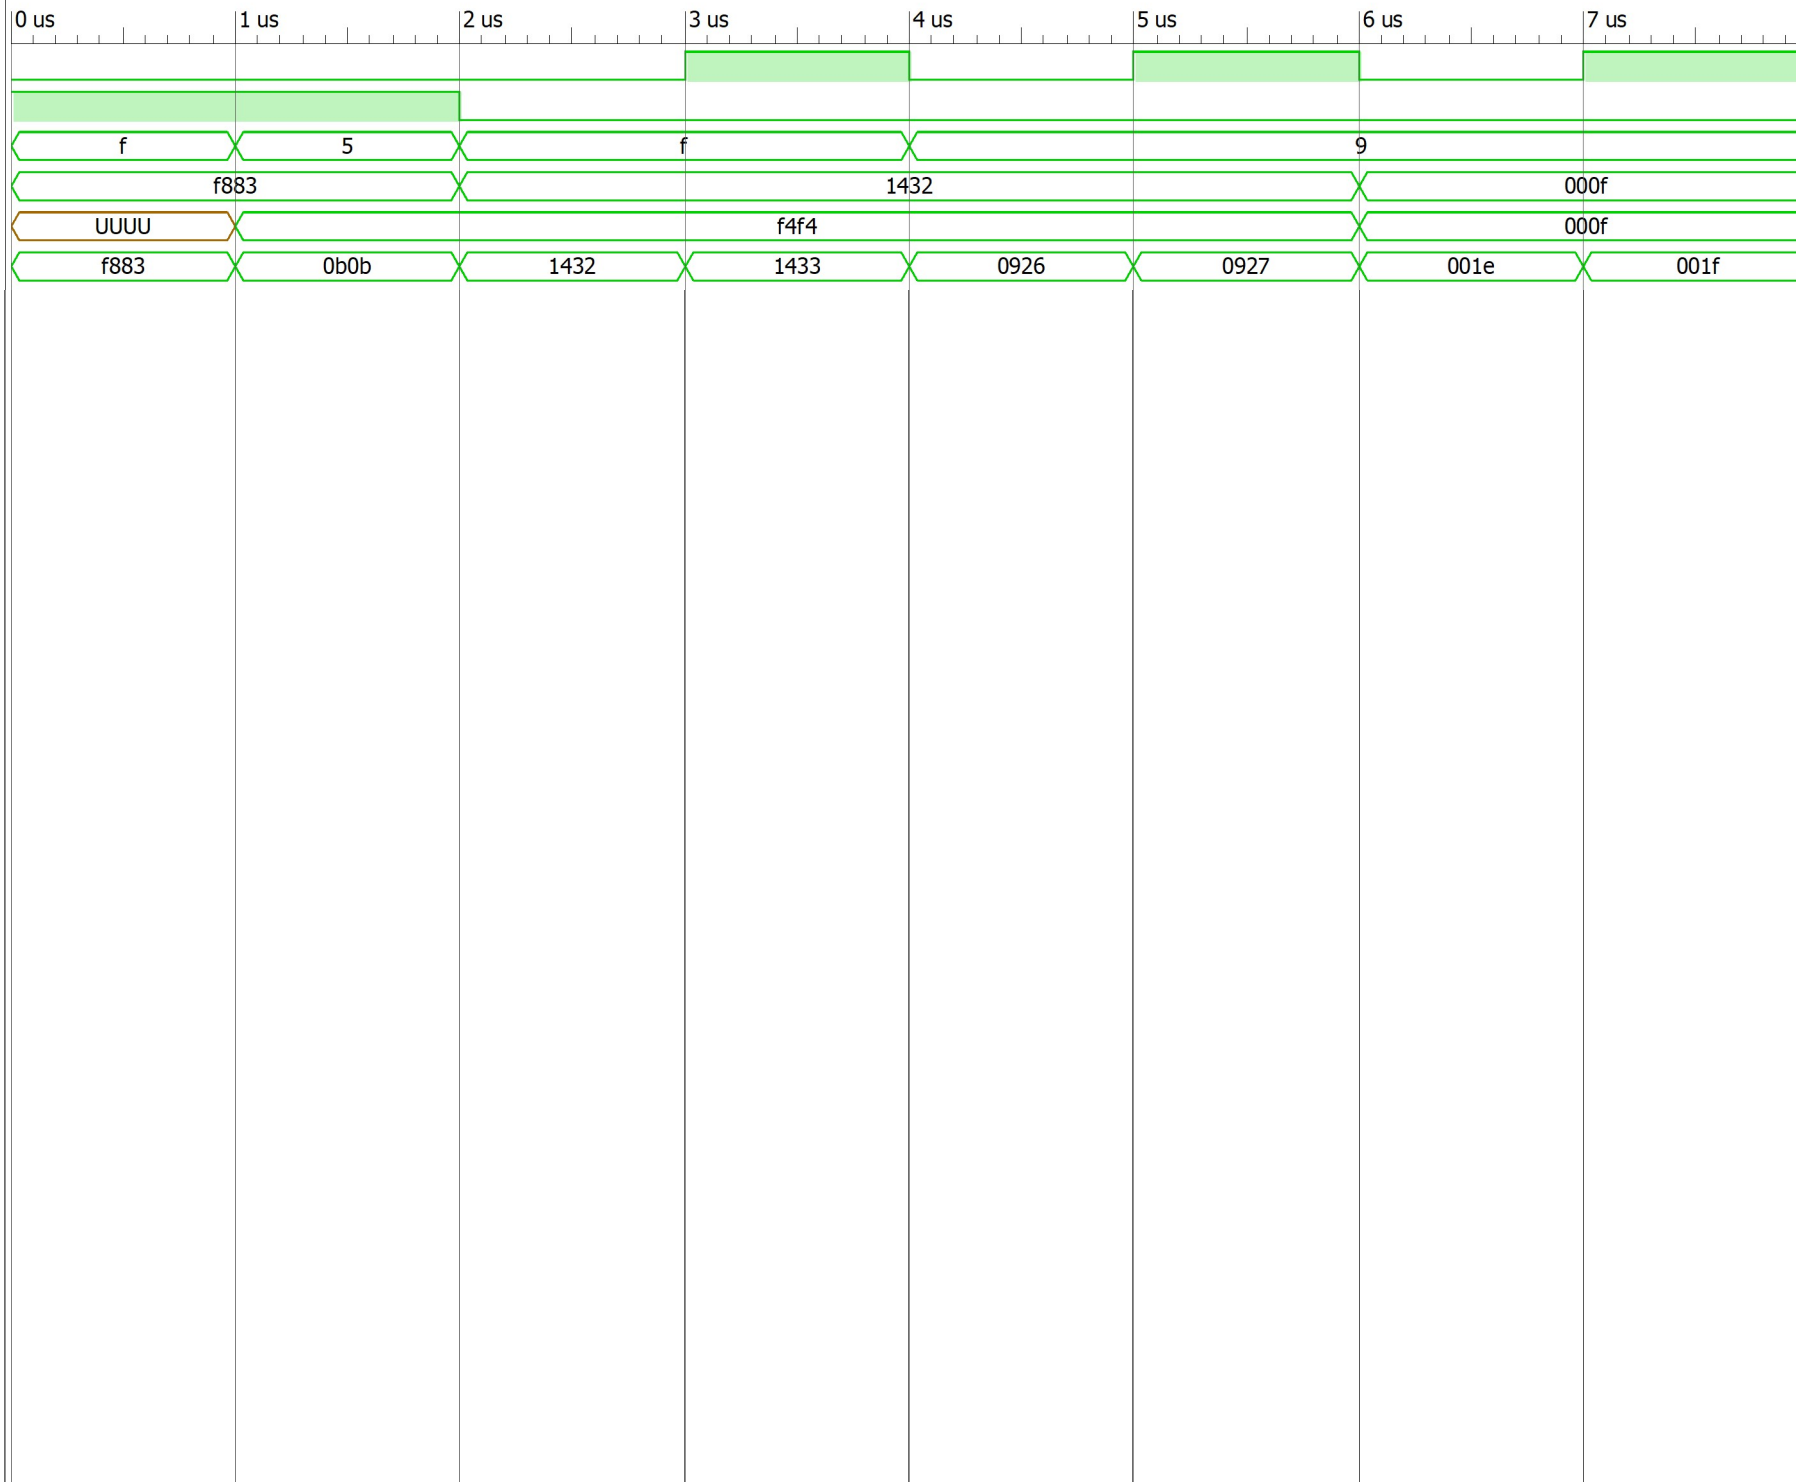 0 us 1 us 2 us 3 us 4 us 5 us 6 us 7 us
f 5 f 9
f883 1432 000f
UUUU f4f4 000f
f883 0b0b 1432 1433 0926 0927 001e 001f